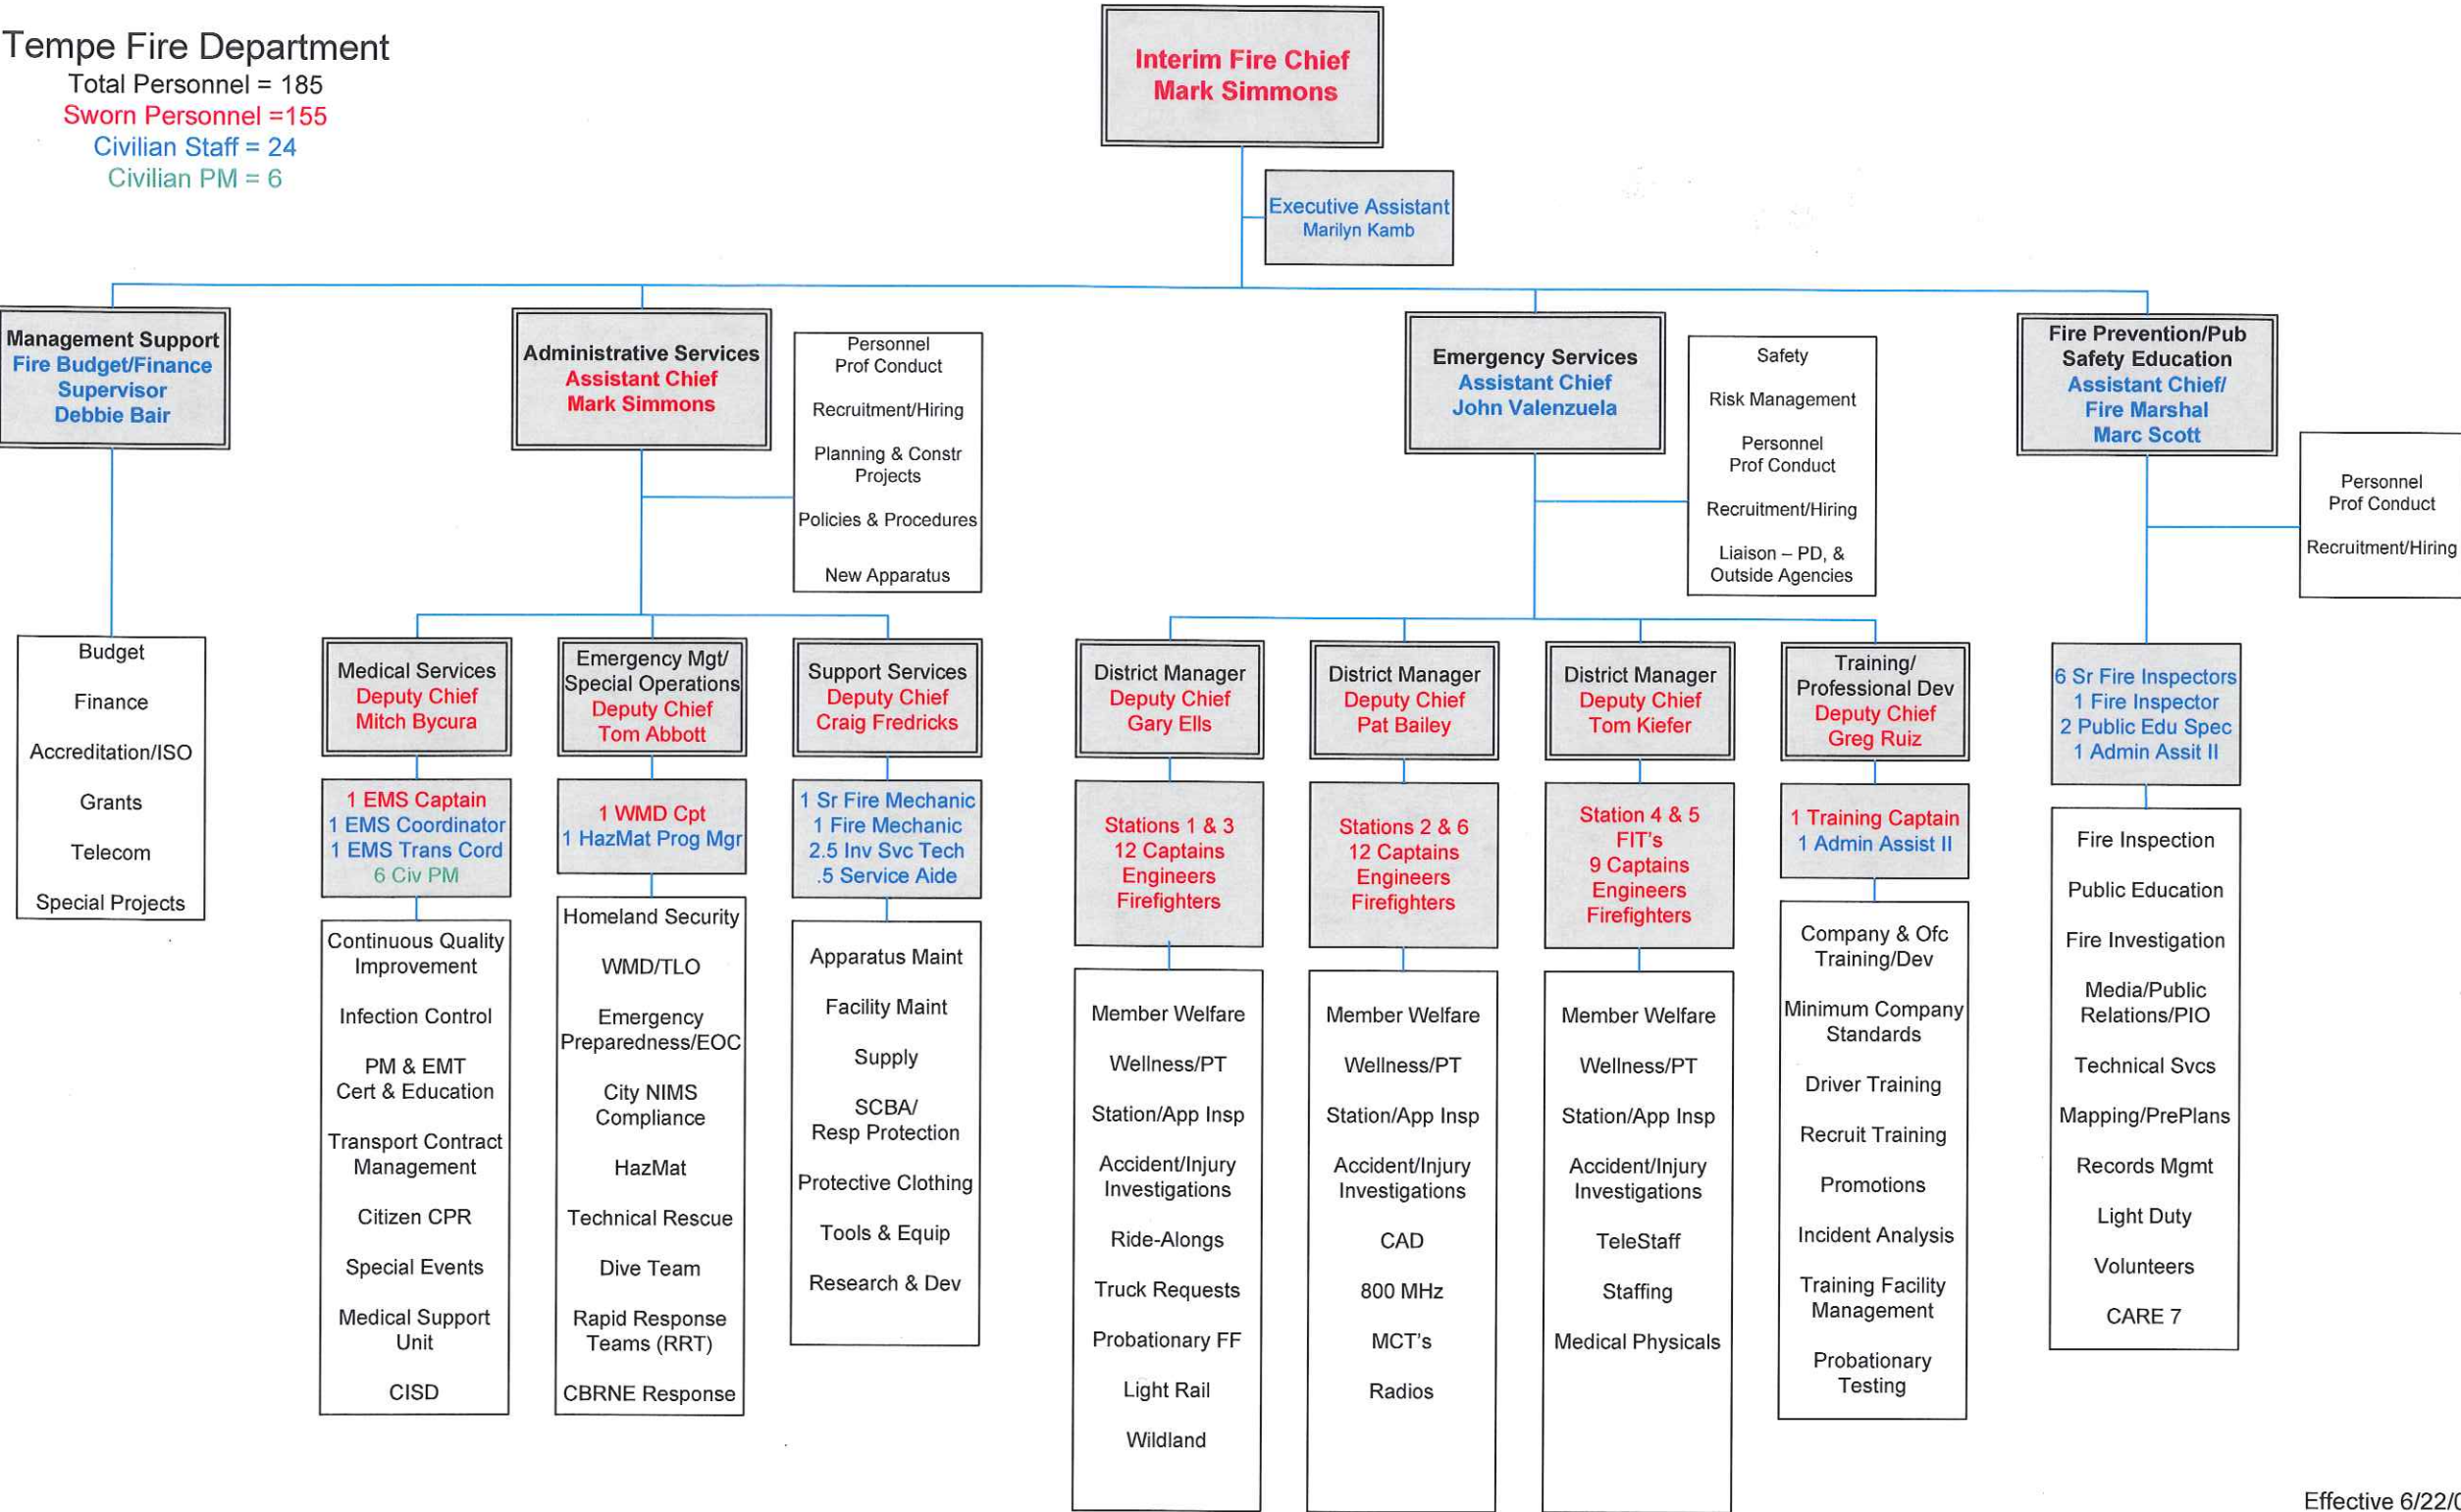 Tempe Fire Department
Total Personnel = 185
Sworn Personnel =155
Civilian Staff = 24
Civilian PM = 6
Interim Fire Chief
Mark Simmons
Executive Assistant
Marilyn Kamb
Management Support
Fire Budget/Finance
Supervisor
Debbie Bair
Administrative Services
Assistant Chief
Mark Simmons
Personnel
Prof Conduct
Recruitment/Hiring
Planning & Constr
Projects
Policies & Procedures
New Apparatus
Emergency Services
Assistant Chief
John Valenzuela
Safety
Risk Management
Personnel
Prof Conduct
Recruitment/Hiring
Liaison – PD, &
Outside Agencies
Fire Prevention/Pub
Safety Education
Assistant Chief/
Fire Marshal
Marc Scott
Personnel
Prof Conduct
Recruitment/Hiring
Budget
Finance
Accreditation/ISO
Grants
Telecom
Special Projects
Medical Services
Deputy Chief
Mitch Bycura
1 EMS Captain
1 EMS Coordinator
1 EMS Trans Cord
6 Civ PM
Continuous Quality
Improvement
Infection Control
PM & EMT
Cert & Education
Transport Contract
Management
Citizen CPR
Special Events
Medical Support
Unit
CISD
Emergency Mgt/
Special Operations
Deputy Chief
Tom Abbott
1 WMD Cpt
1 HazMat Prog Mgr
Homeland Security
WMD/TLO
Emergency
Preparedness/EOC
City NIMS
Compliance
HazMat
Technical Rescue
Dive Team
Rapid Response
Teams (RRT)
CBRNE Response
Support Services
Deputy Chief
Craig Fredricks
1 Sr Fire Mechanic
1 Fire Mechanic
2.5 Inv Svc Tech
.5 Service Aide
Apparatus Maint
Facility Maint
Supply
SCBA/
Resp Protection
Protective Clothing
Tools & Equip
Research & Dev
District Manager
Deputy Chief
Gary Ells
Stations 1 & 3
12 Captains
Engineers
Firefighters
Member Welfare
Wellness/PT
Station/App Insp
Accident/Injury
Investigations
Ride-Alongs
Truck Requests
Probationary FF
Light Rail
Wildland
District Manager
Deputy Chief
Pat Bailey
Stations 2 & 6
12 Captains
Engineers
Firefighters
Member Welfare
Wellness/PT
Station/App Insp
Accident/Injury
Investigations
CAD
800 MHz
MCT's
Radios
District Manager
Deputy Chief
Tom Kiefer
Station 4 & 5
FIT's
9 Captains
Engineers
Firefighters
Member Welfare
Wellness/PT
Station/App Insp
Accident/Injury
Investigations
TeleStaff
Staffing
Medical Physicals
Training/
Professional Dev
Deputy Chief
Greg Ruiz
1 Training Captain
1 Admin Assist II
Company & Ofc
Training/Dev
Minimum Company
Standards
Driver Training
Recruit Training
Promotions
Incident Analysis
Training Facility
Management
Probationary
Testing
6 Sr Fire Inspectors
1 Fire Inspector
2 Public Edu Spec
1 Admin Assit II
Fire Inspection
Public Education
Fire Investigation
Media/Public
Relations/PIO
Technical Svcs
Mapping/PrePlans
Records Mgmt
Light Duty
Volunteers
CARE 7
Effective